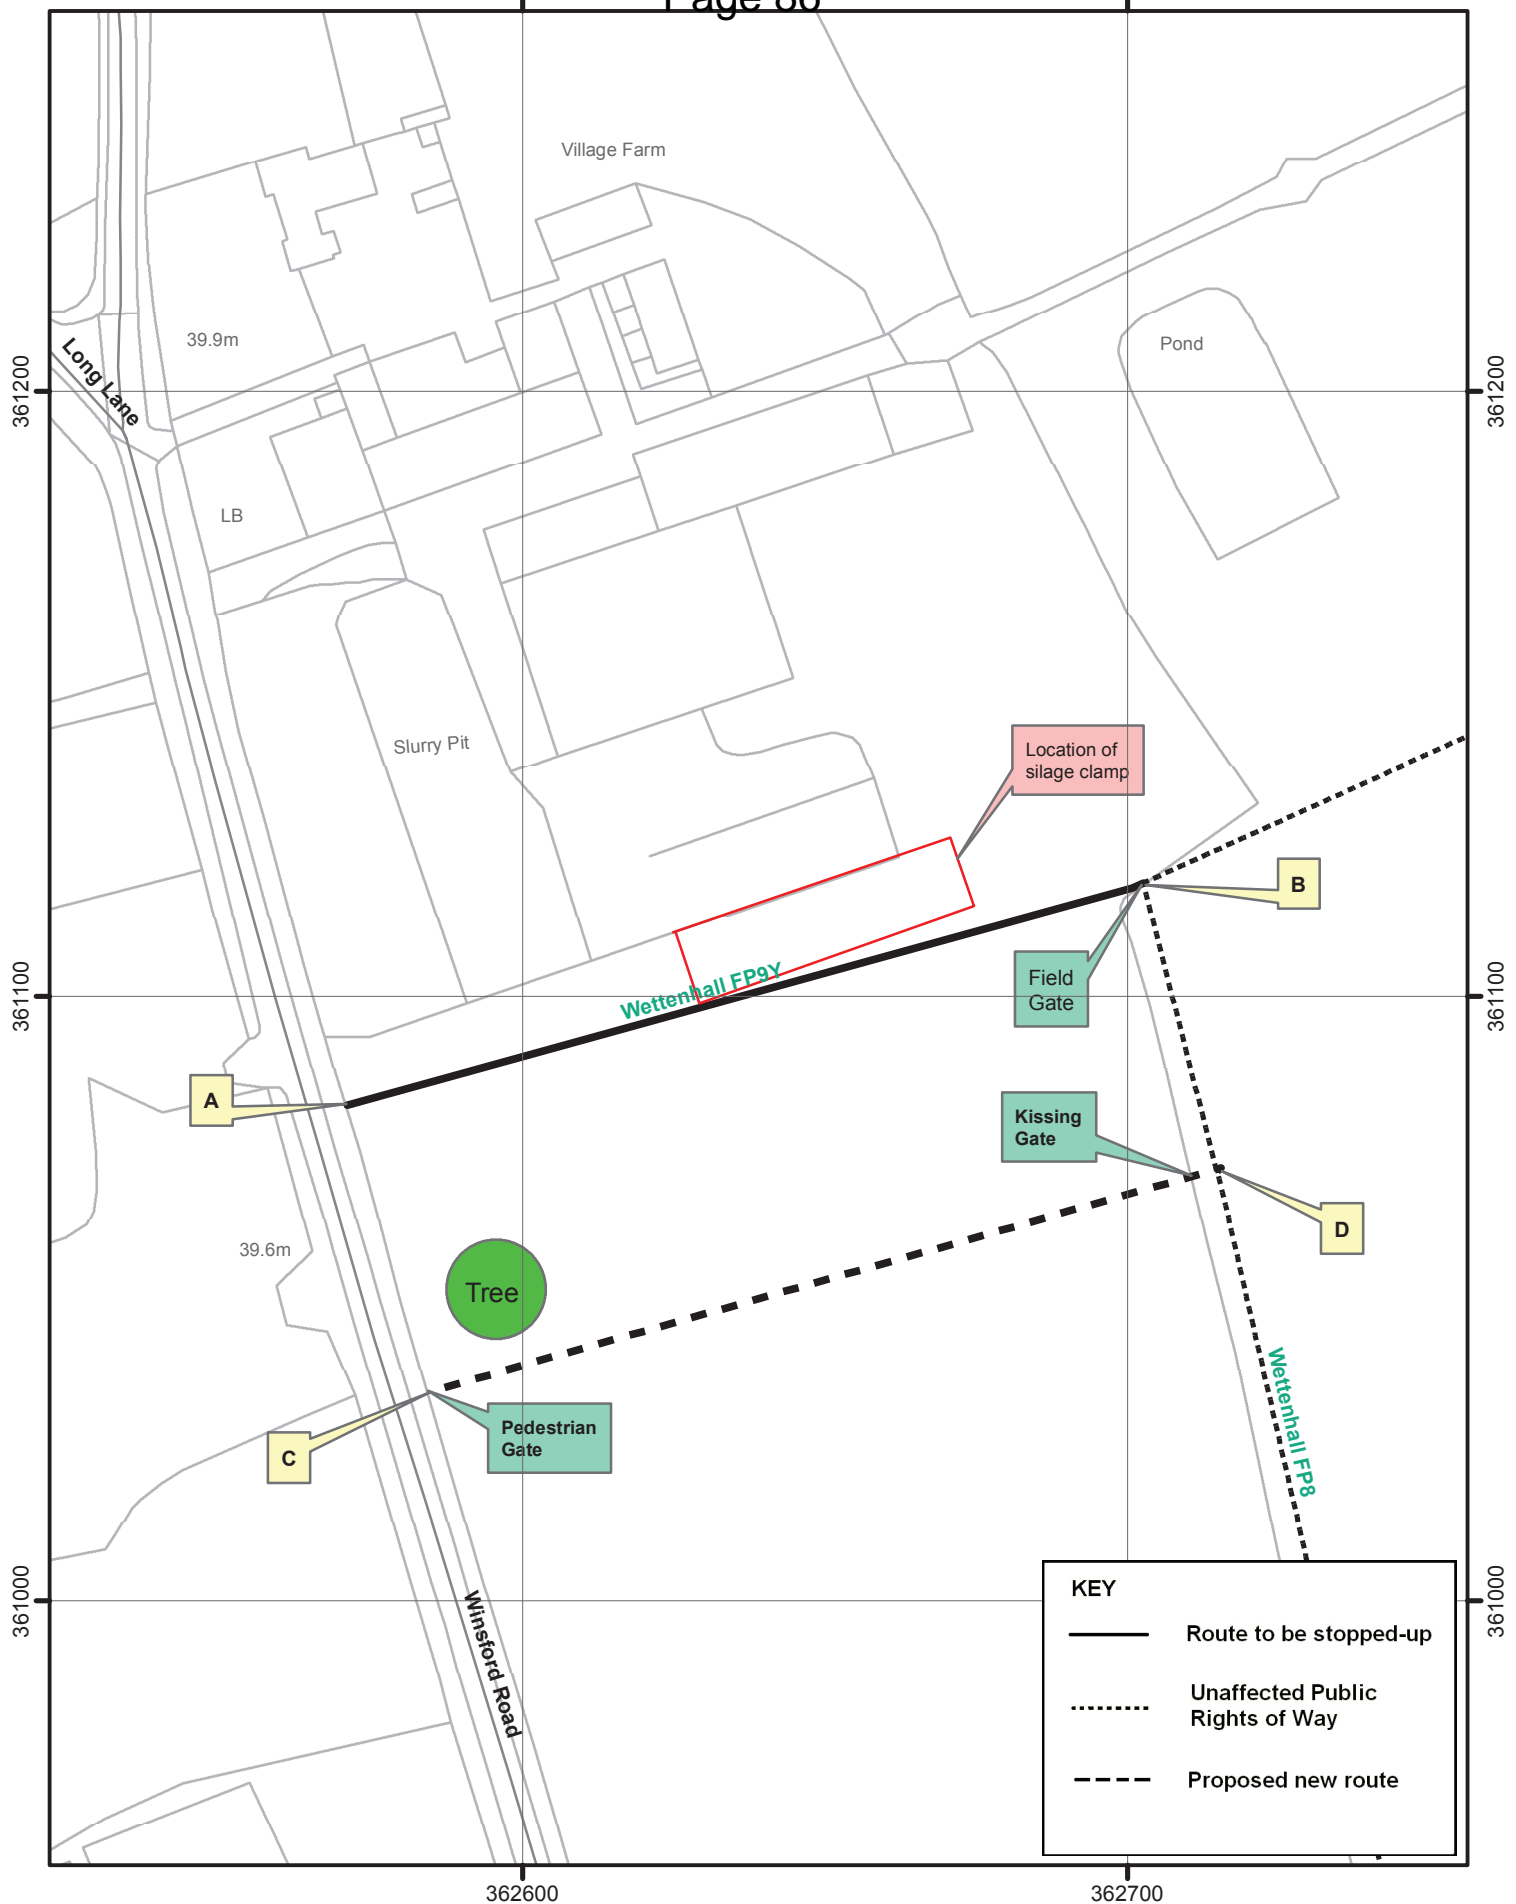 Page 86
Village Farm
39.9m
Pond
Long Lane
361200
361200
LB
Slurry Pit
Location of
silage clamp
B
Wettenhall FP9Y
Field
Gate
361100
361100
A
Kissing
Gate
D
39.6m
Tree
Wettenhall FP8
Pedestrian
Gate
C
Winsford Road
361000
361000
KEY
Route to be stopped-up
Unaffected Public
Rights of Way
Proposed new route
362600
362700